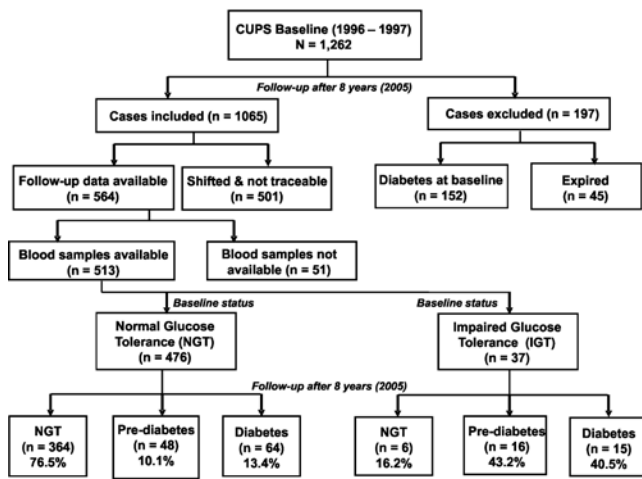 CUPS Baseline (1996 – 1997)
N = 1,262
Follow-up after 8 years (2005)
Cases included (n = 1065)
Cases excluded (n = 197)
Follow-up data available
(n = 564)
Shifted & not traceable
(n = 501)
Diabetes at baseline
(n = 152)
Expired
(n = 45)
Blood samples available
(n = 513)
Blood samples not
available (n = 51)
Baseline status
Baseline status
Normal Glucose
Tolerance (NGT)
(n = 476)
Impaired Glucose
Tolerance (IGT)
(n = 37)
Follow-up after 8 years (2005)
NGT
(n = 364)
76.5%
Pre-diabetes
(n = 48)
10.1%
Diabetes
(n = 64)
13.4%
NGT
(n = 6)
16.2%
Pre-diabetes
(n = 16)
43.2%
Diabetes
(n = 15)
40.5%